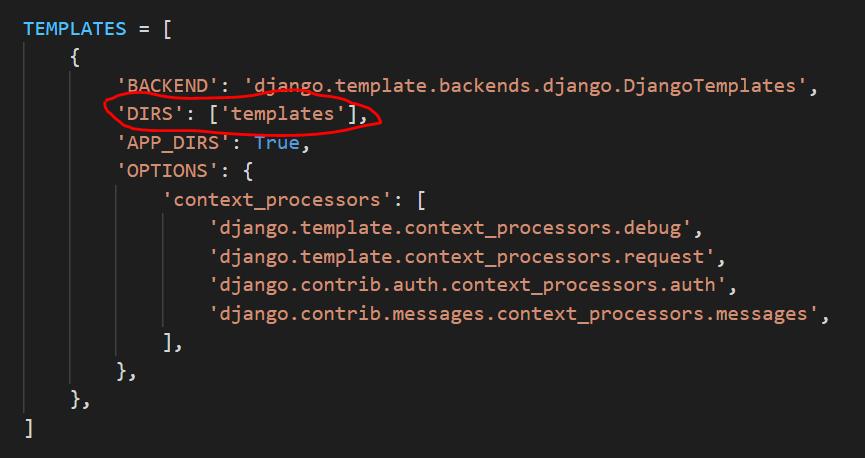 TEMPLATES = [
    {
        'BACKEND': 'django.template.backends.django.DjangoTemplates',
        'DIRS': ['templates'],
        'APP_DIRS': True,
        'OPTIONS': {
            'context_processors': [
                'django.template.context_processors.debug',
                'django.template.context_processors.request',
                'django.contrib.auth.context_processors.auth',
                'django.contrib.messages.context_processors.messages',
            ],
        },
    },
]